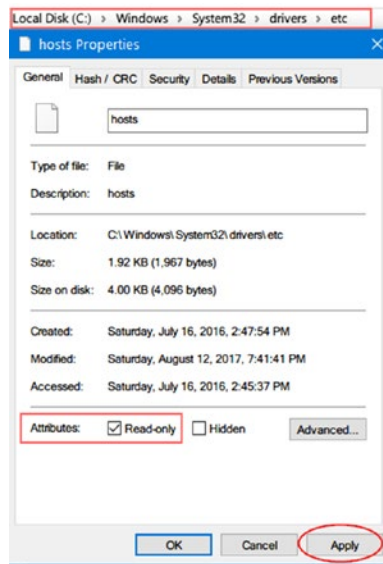 Local Disk (C:) > Windows > System32 > drivers > etc
hosts Properties
General Hash / CRC Security Details Previous Versions
hosts
Type of file: File
Description: hosts
Location: C:\Windows\System32\drivers\etc
Size: 1.92 KB (1,967 bytes)
Size on disk: 4.00 KB (4,096 bytes)
Created: Saturday, July 16, 2016, 2:47:54 PM
Modified: Saturday, August 12, 2017, 7:41:41 PM
Accessed: Saturday, July 16, 2016, 2:45:37 PM
Attributes: Read-only Hidden Advanced...
OK Cancel Apply